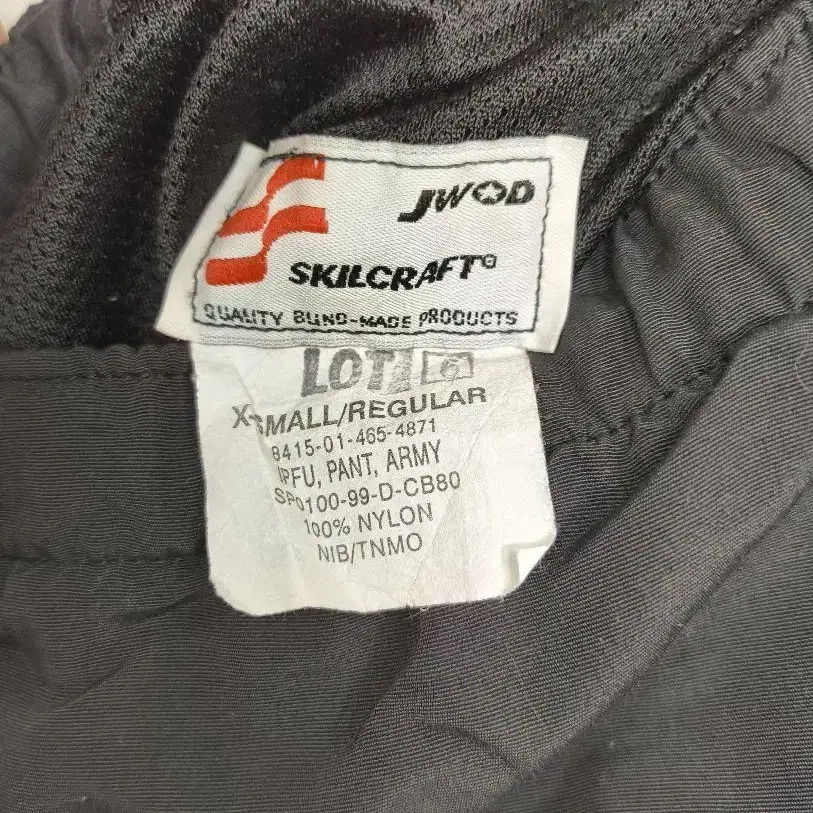 JWOD
SKILCRAFT®
QUALITY BLIND-MADE PRODUCTS
LOT 6
X-SMALL/REGULAR
8415-01-465-4871
IPFU, PANT, ARMY
SP0100-99-D-CB80
100% NYLON
NIB/TNMO